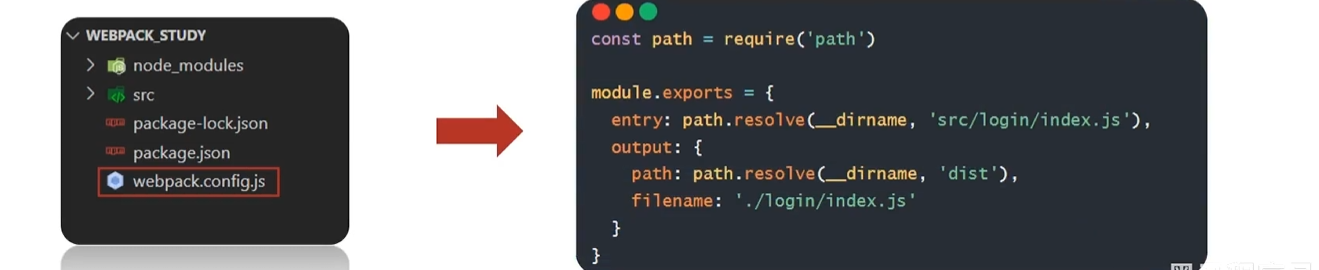 WEBPACK_STUDY
node_modules
src
package-lock.json
package.json
webpack.config.js
const path = require('path')
module.exports = {
  entry: path.resolve(__dirname, 'src/login/index.js'),
  output: {
    path: path.resolve(__dirname, 'dist'),
    filename: './login/index.js'
  }
}